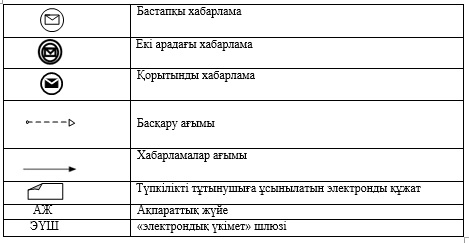 Бастапқы хабарлама
Екі арадағы хабарлама
Қорытынды хабарлама
Басқару ағымы
Хабарламалар ағымы
Түпкілікті тұтынушыға ұсынылатын электронды құжат
АЖ Ақпараттық жүйе
ЭҮШ «электрондық үкімет» шлюзі